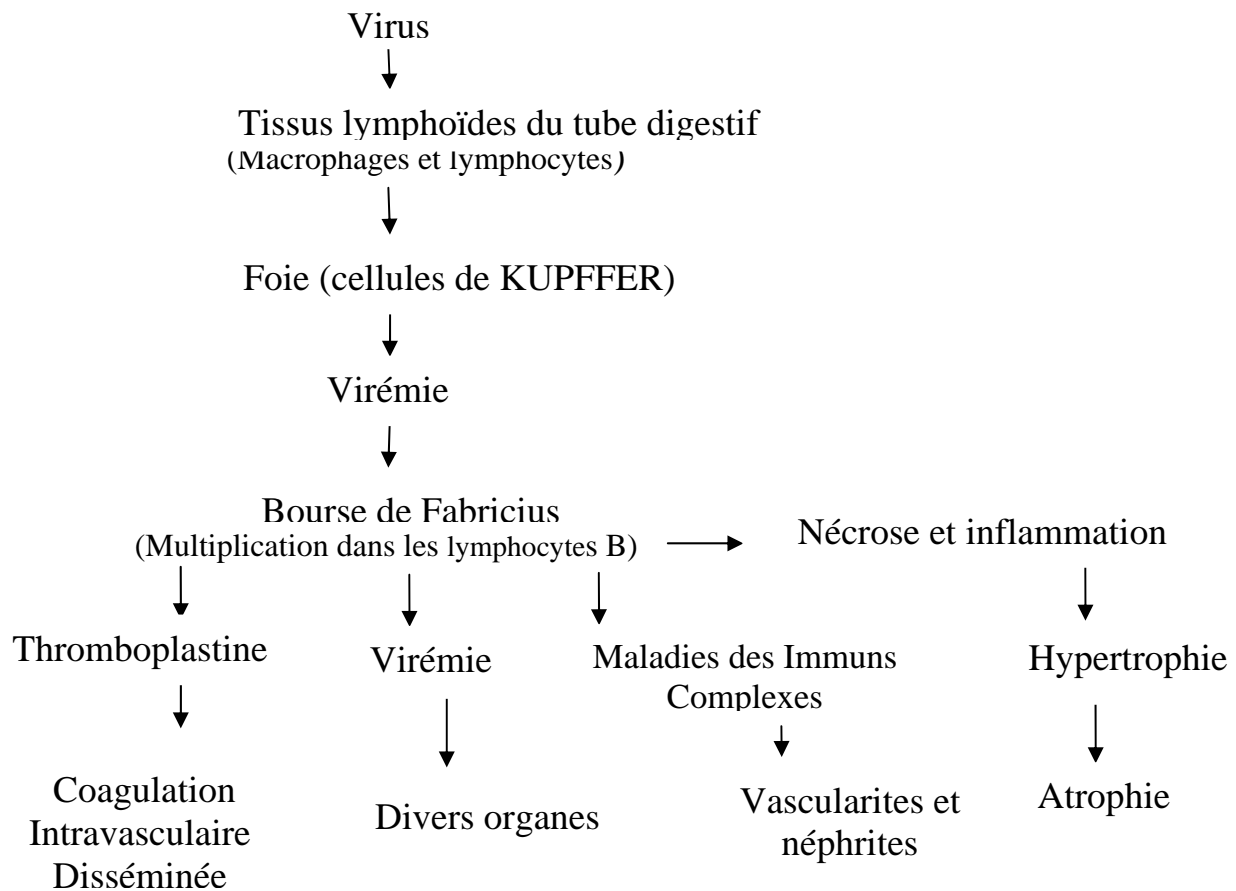 Virus
Tissus lymphoïdes du tube digestif
(Macrophages et lymphocytes)
Foie (cellules de KUPFFER)
Virémie
Bourse de Fabricius
(Multiplication dans les lymphocytes B)
Nécrose et inflammation
Thromboplastine
Virémie
Maladies des Immuns
Complexes
Hypertrophie
Coagulation
Intravasculaire
Disséminée
Divers organes
Vascularites et
néphrites
Atrophie